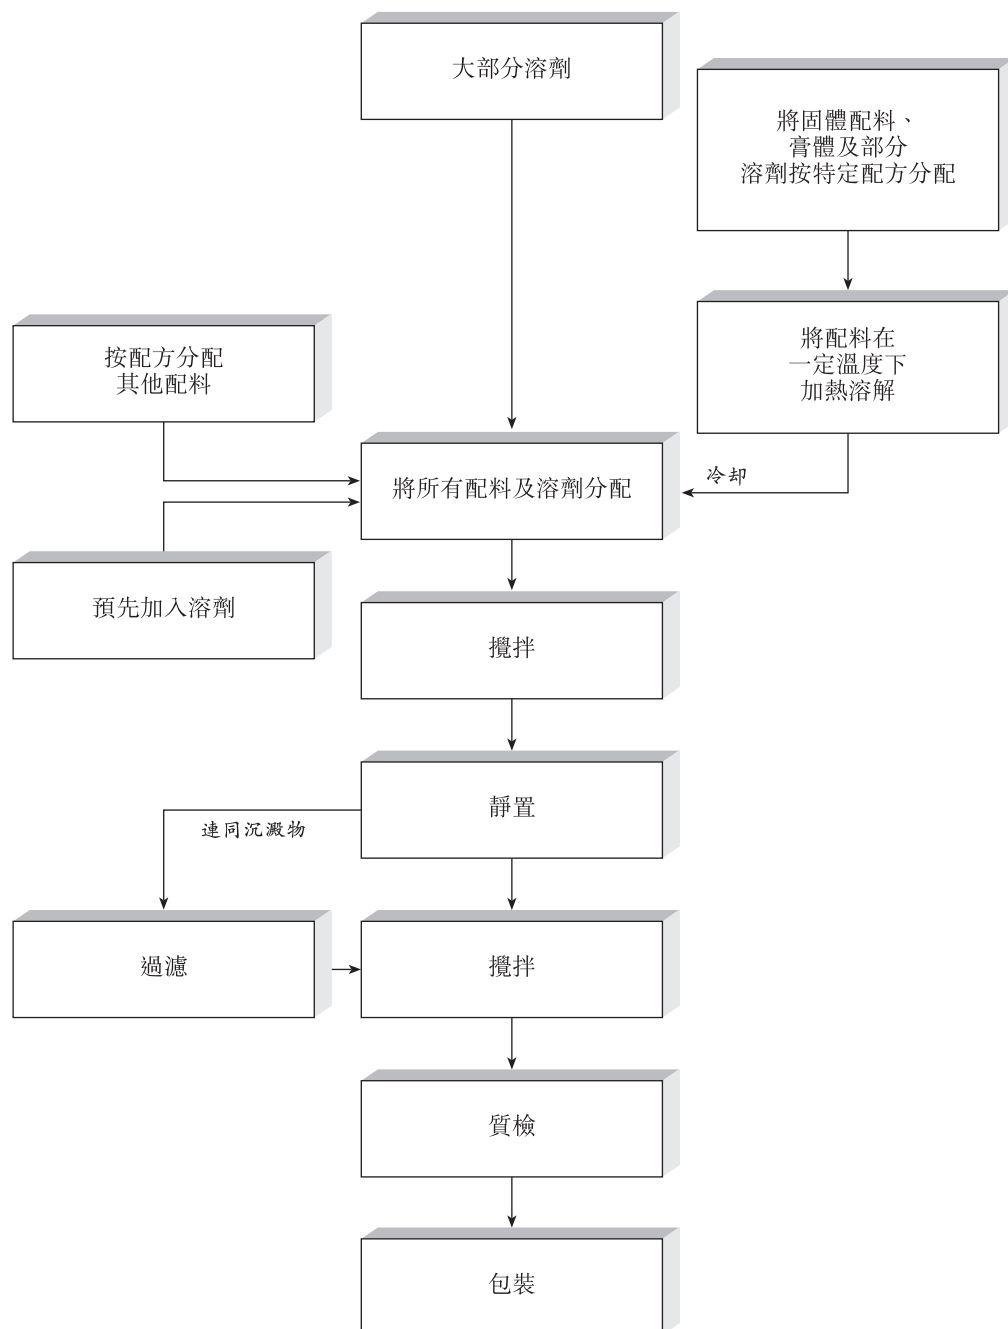 大部分溶劑
將固體配料、
膏體及部分
溶劑按特定配方分配
按配方分配
其他配料
將配料在
一定溫度下
加熱溶解
冷却
將所有配料及溶劑分配
預先加入溶劑
攪拌
靜置
連同沉澱物
過濾
攪拌
質檢
包裝